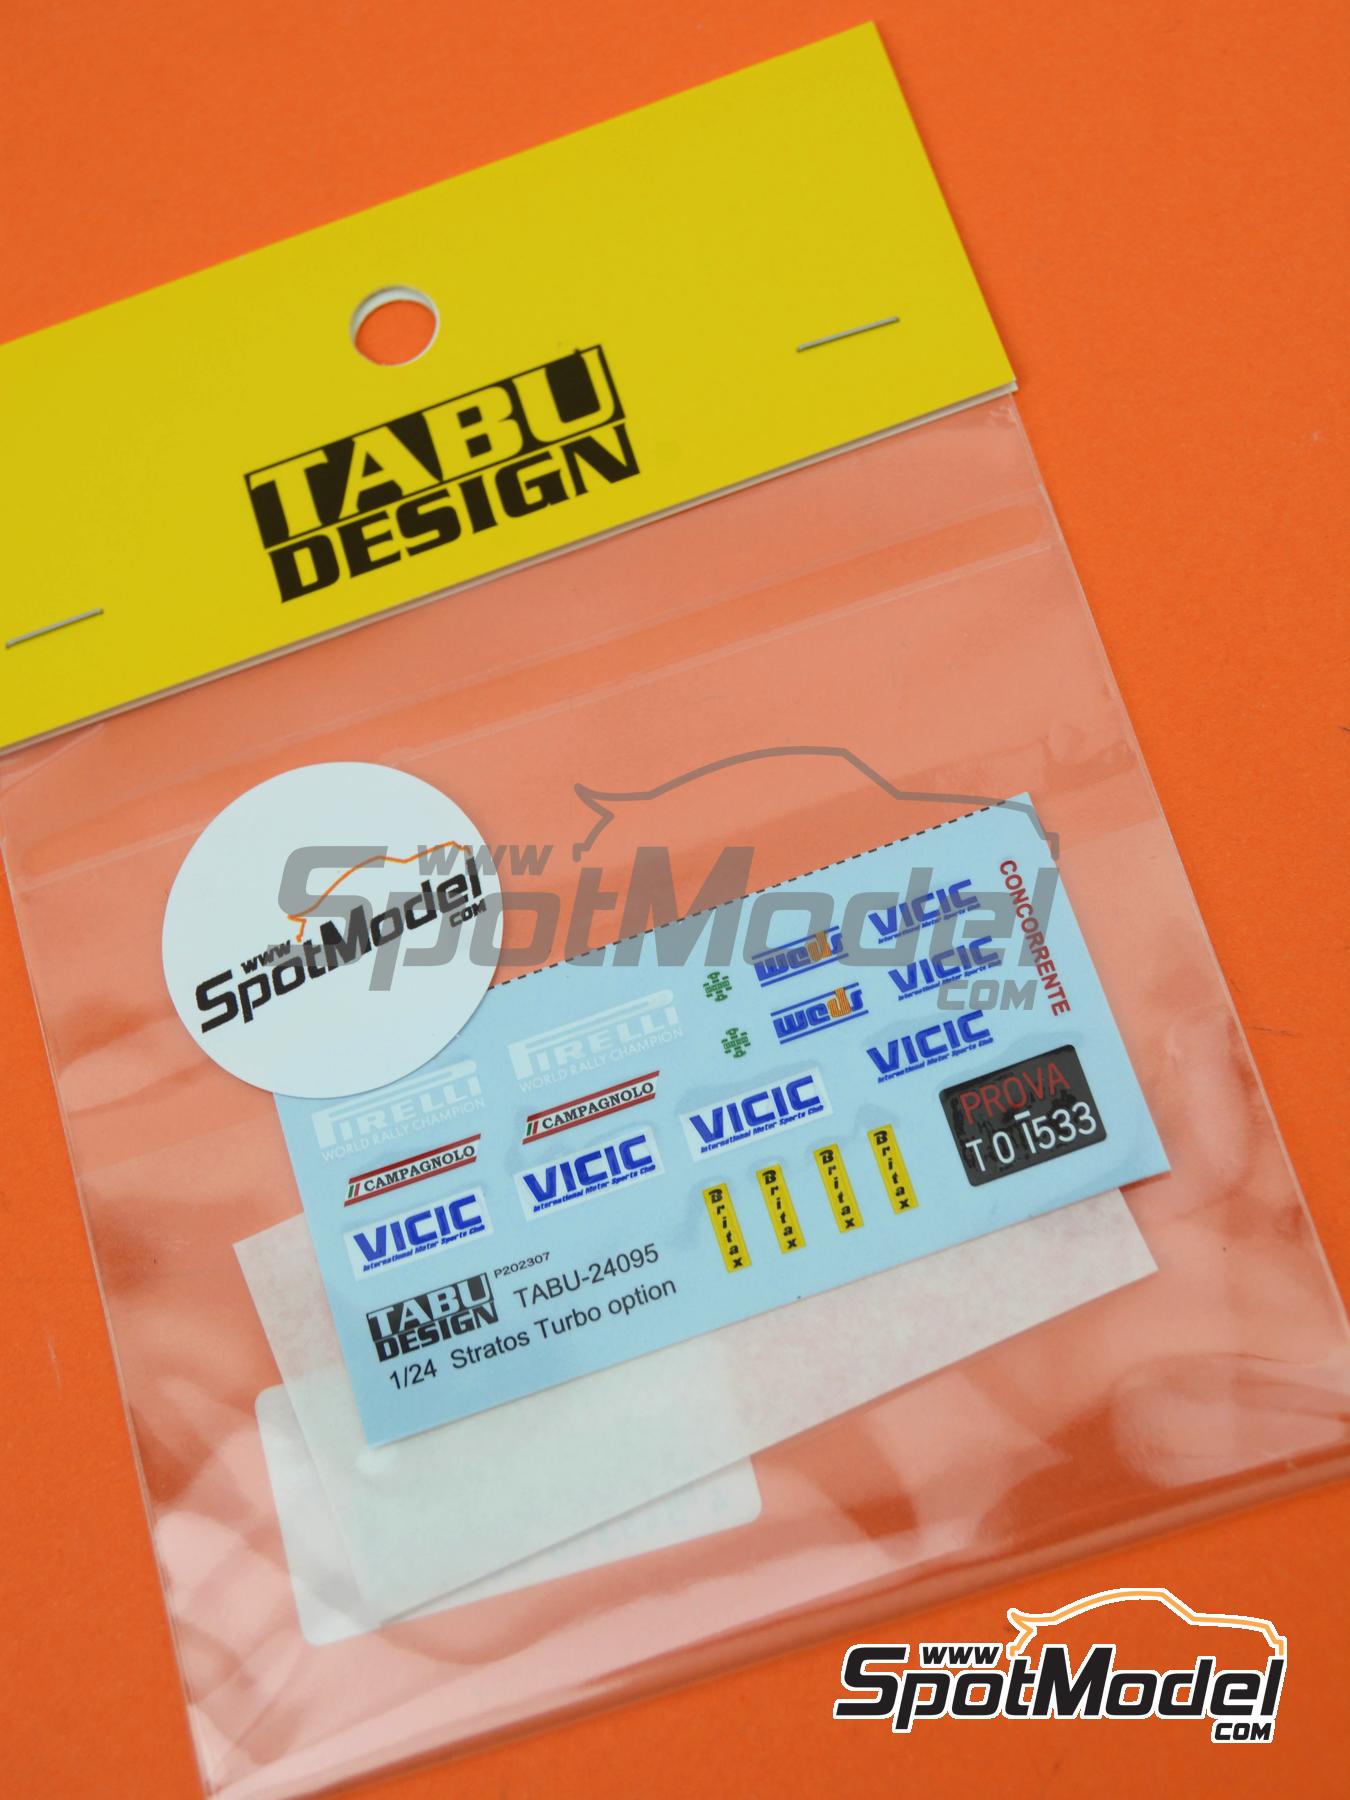 TABU
DESIGN
www
SpotModel
.COM
www
SpotModel
.COM
CONCORRENTE
VICIC
International Motor Sports Club
weds
VICIC
International Motor Sports Club
weds
VICIC
International Motor Sports Club
PIRELLI
WORLD RALLY CHAMPION
PIRELLI
WORLD RALLY CHAMPION
CAMPAGNOLO
CAMPAGNOLO
VICIC
International Motor Sports Club
VICIC
International Motor Sports Club
VICIC
International Motor Sports Club
PROVA
TO 1533
Britax
Britax
Britax
Britax
TABU
DESIGN
P202307
TABU-24095
1/24 Stratos Turbo option
www
SpotModel
.COM